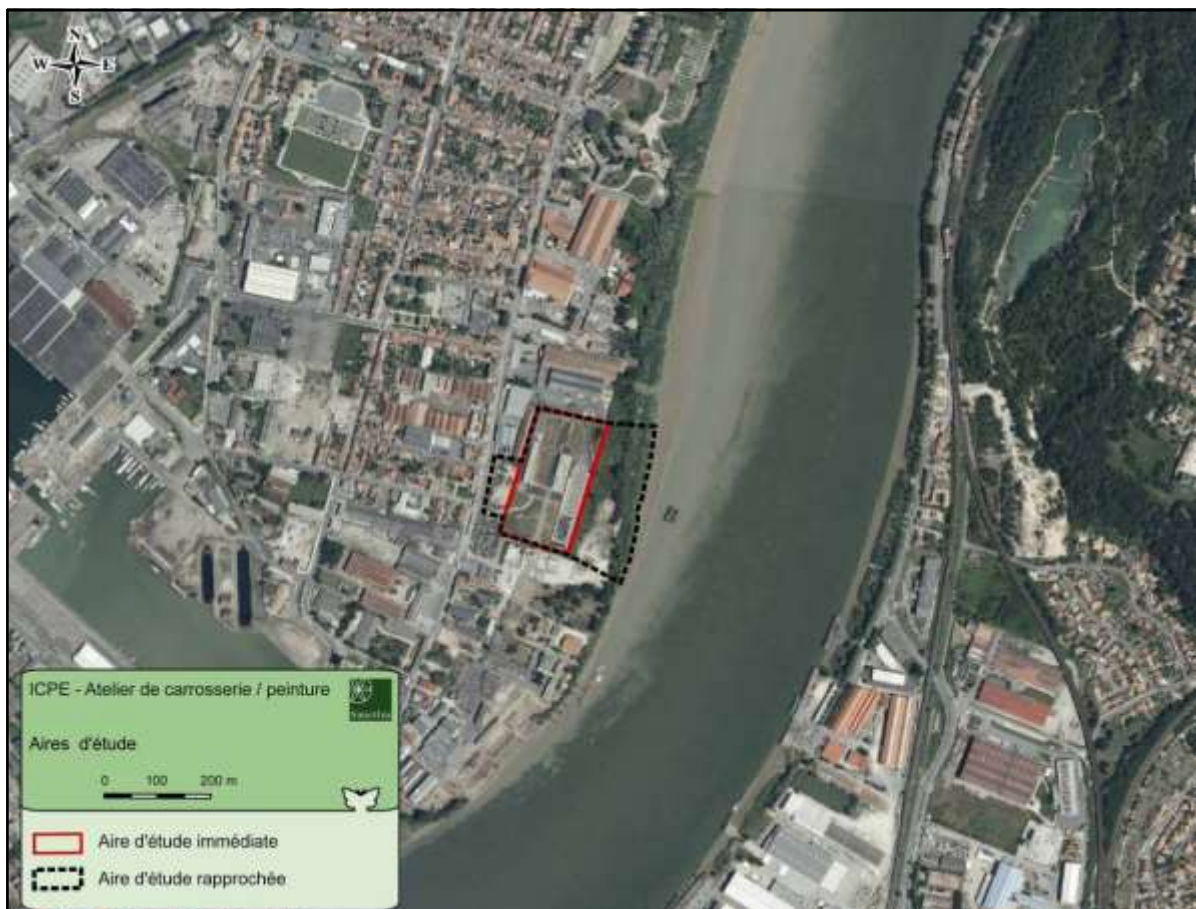 N
W E
S
ICPE - Atelier de carrosserie / peinture
Aires d'étude
0 100 200 m
Aire d'étude immédiate
Aire d'étude rapprochée